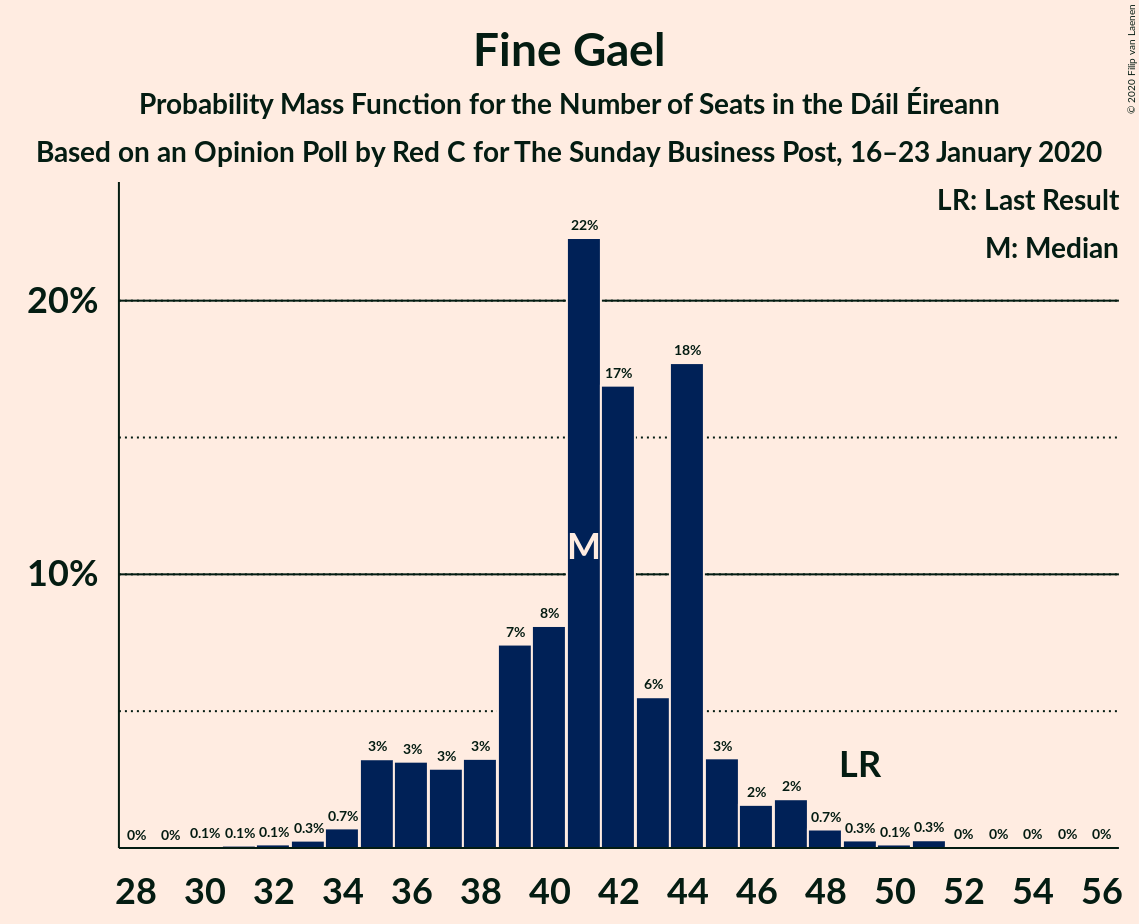 Fine Gael
Probability Mass Function for the Number of Seats in the Dáil Éireann
Based on an Opinion Poll by Red C for The Sunday Business Post, 16–23 January 2020
© 2020 Filip van Laenen
LR: Last Result
M: Median
20%
10%
0% 0% 0.1% 0.1% 0.1% 0.3% 0.7% 3% 3% 3% 3% 7% 8% 22% 17% 6% 18% 3% 2% 2% 0.7% 0.3% 0.1% 0.3% 0% 0% 0% 0% 0%
M
LR
28 30 32 34 36 38 40 42 44 46 48 50 52 54 56